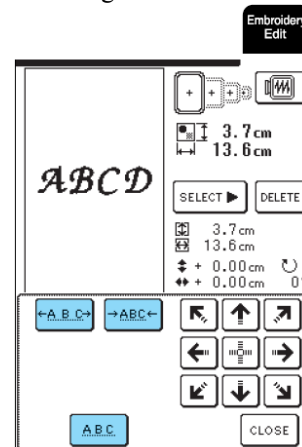 Embroidery
Edit
3.7cm
13.6cm
ABCD
SELECT
DELETE
3.7cm
13.6cm
+ 0.00cm
+ 0.00cm
A B C
ABC
A B C
CLOSE